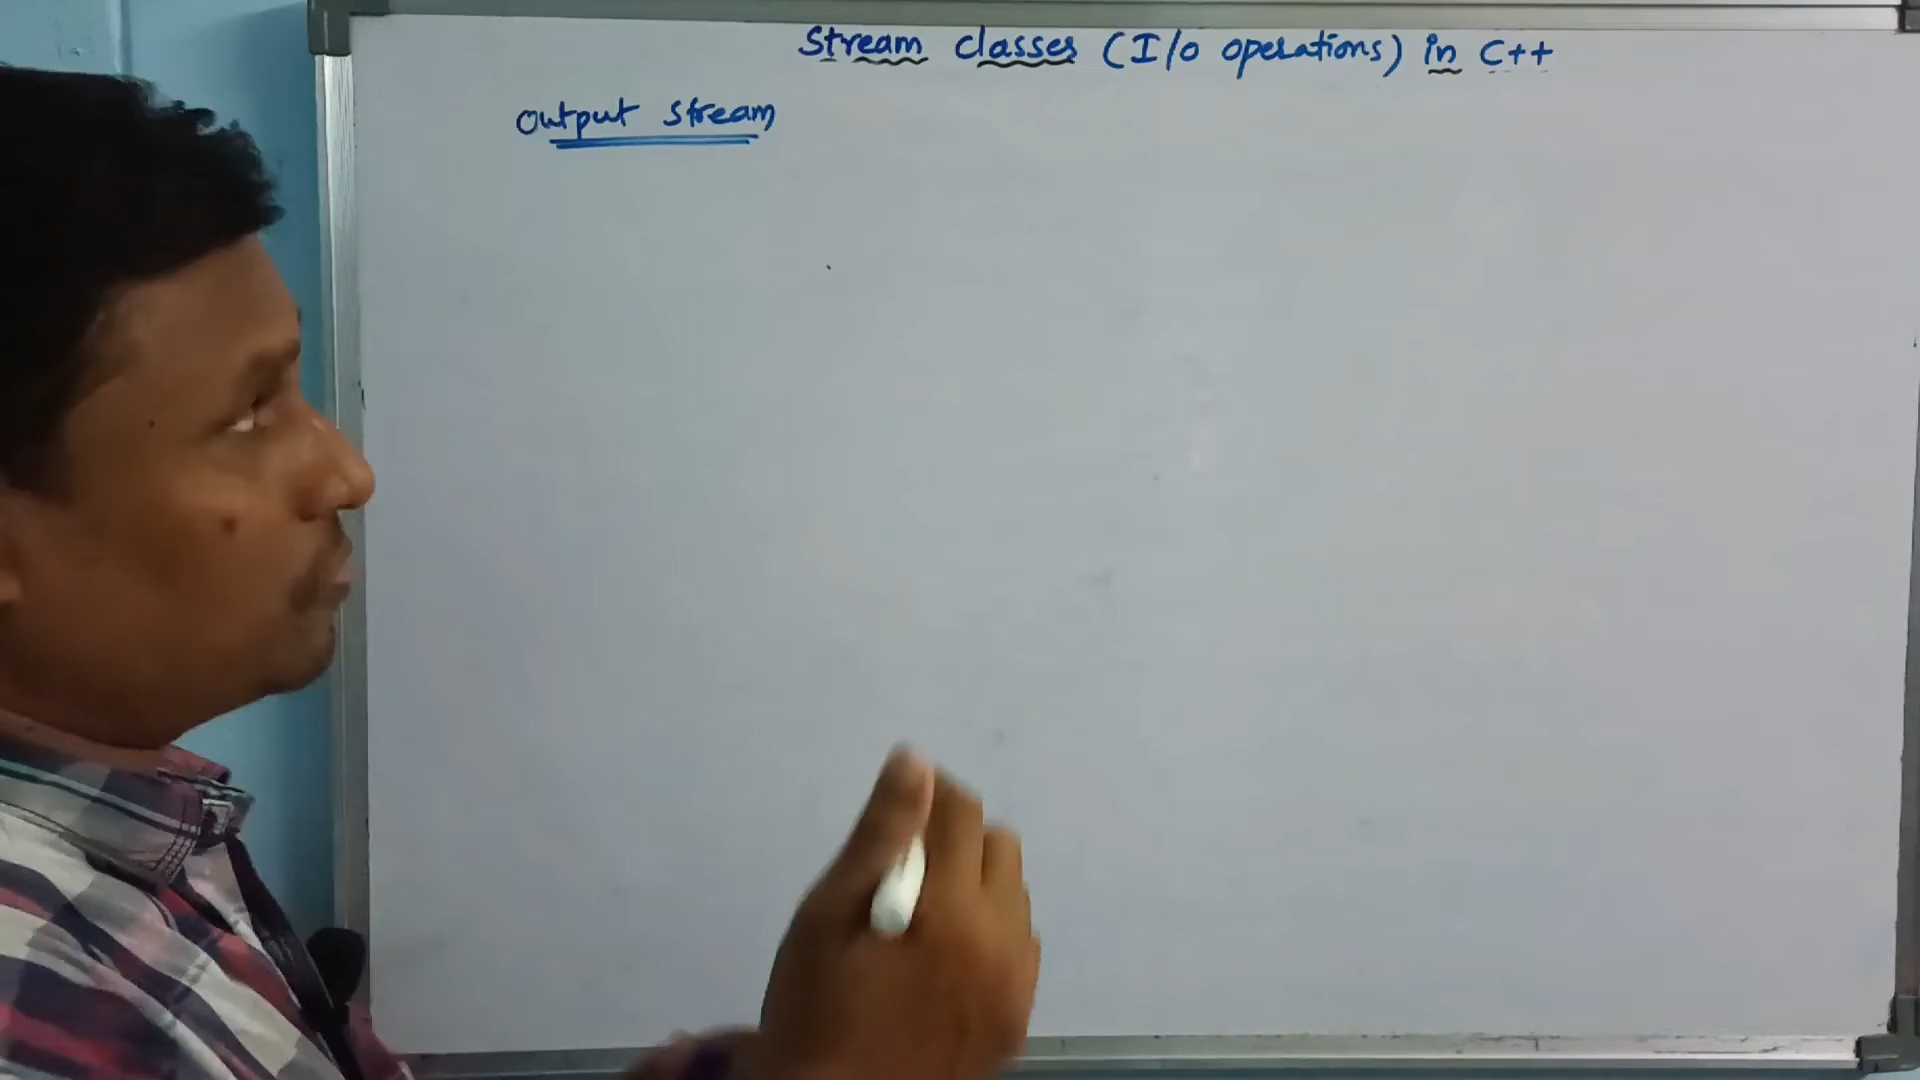 Stream classes (I/o operations) in C++
output stream